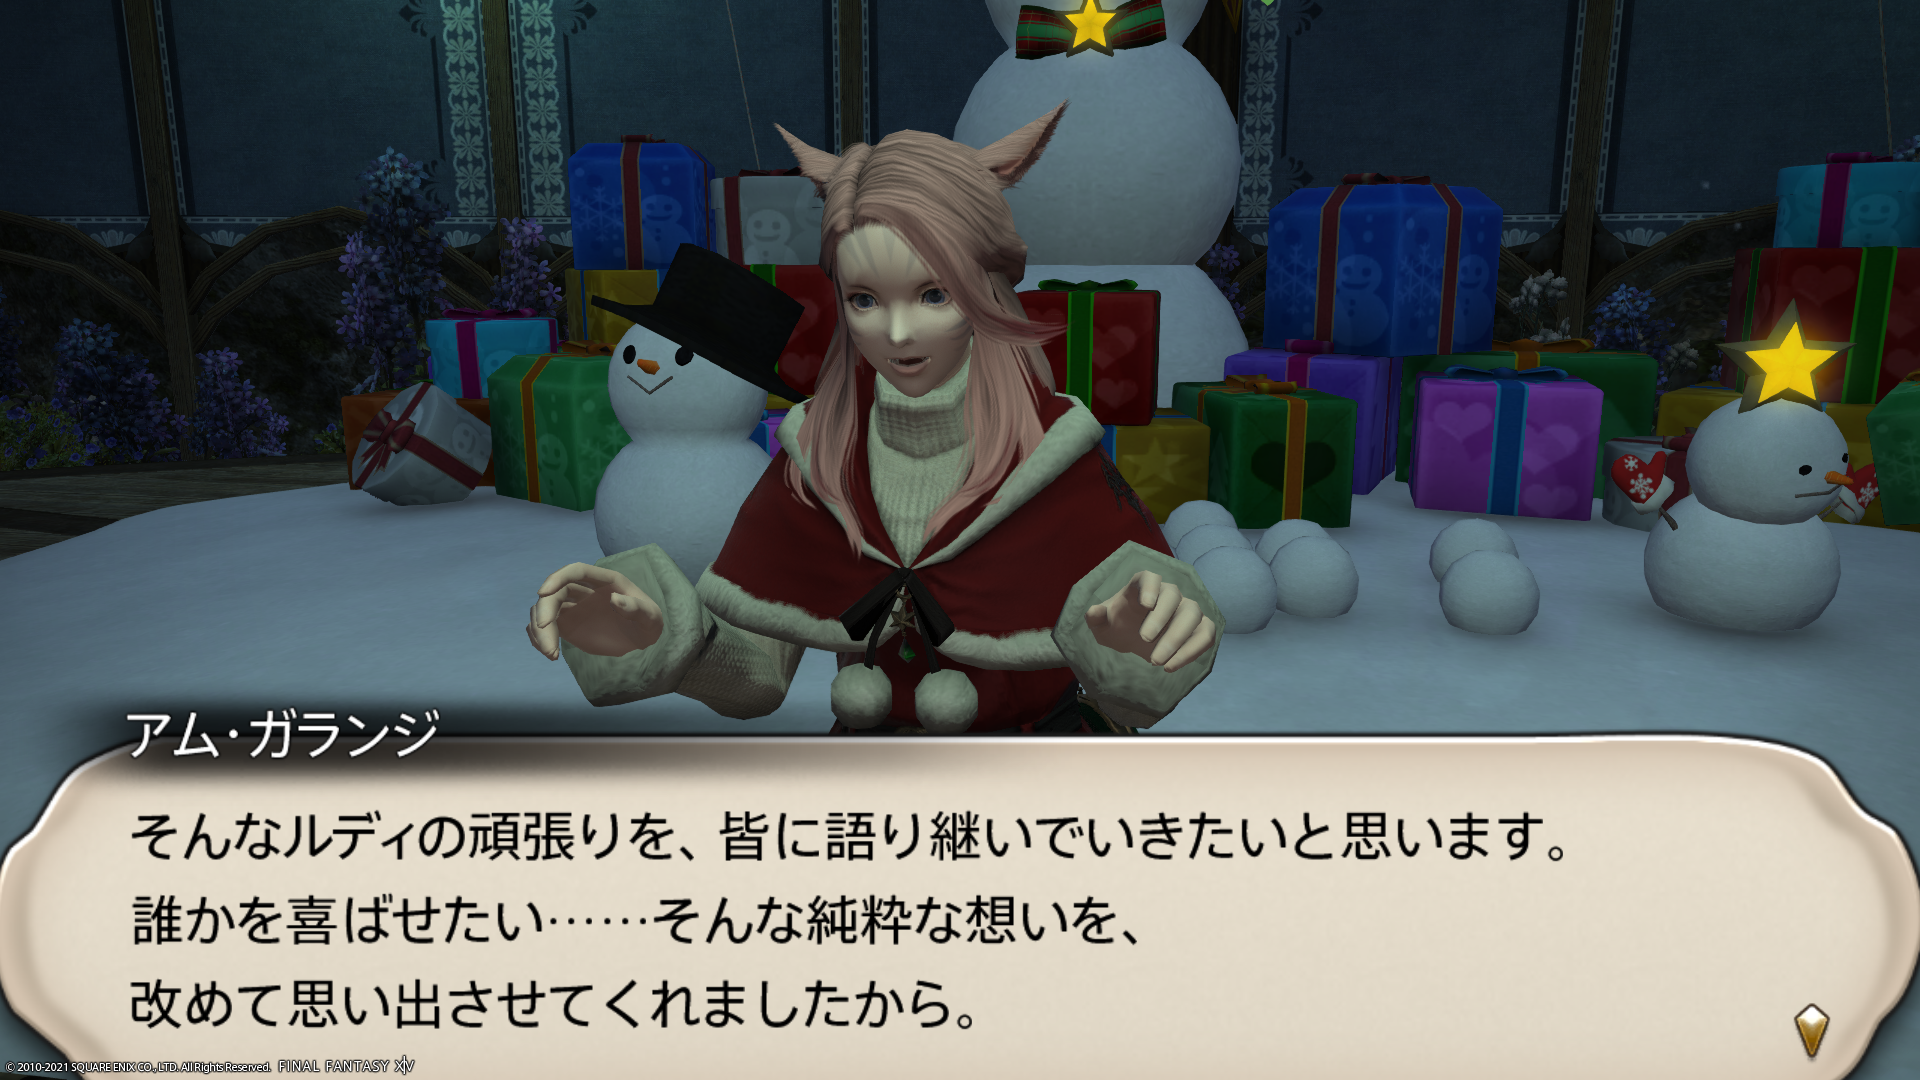 アム・ガランジ
そんなルディの頑張りを、皆に語り継いでいきたいと思います。
誰かを喜ばせたい……そんな純粋な想いを、
改めて思い出させてくれましたから。
© 2010-2021 SQUARE ENIX CO., LTD. All Rights Reserved. FINAL FANTASY XIV